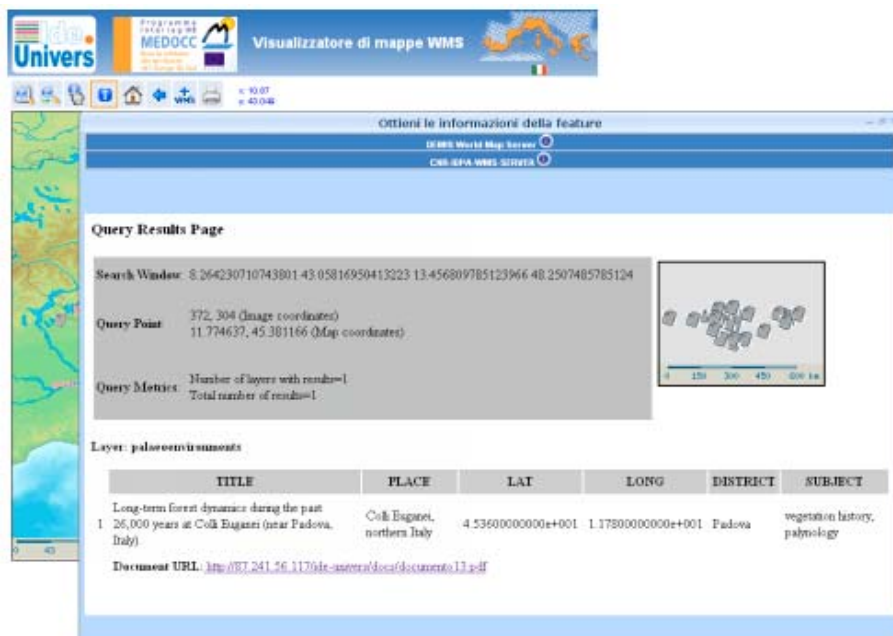 ide.
Univers
Programma
Interreg IIIB
MEDOCC
Visualizzatore di mappe WMS
WMS
x: 10.07
y: 43.046
Ottieni le informazioni della feature
DEMIS World Map Server
CNR-IDPA-WMS-SERVER
Query Results Page
Search Window: 8.264230710743801 43.05816950413223 13.456809785123966 48.2507485785124
Query Point: 372, 304 (Image coordinates)
11.774637, 45.381166 (Map coordinates)
Query Metrics: Number of layers with results=1
Total number of results=1
0 150 300 450 600 km
Layer: palaeoenvironments
TITLE PLACE LAT LONG DISTRICT SUBJECT
1 Long-term forest dynamics during the past 26,000 years at Colli Euganei (near Padova, Italy) Colli Euganei, northern Italy 4.53600000000e+001 1.17800000000e+001 Padova vegetation history, palynology
Document URL: http://87.241.56.117/ide-univers/docs/documento13.pdf
0 40